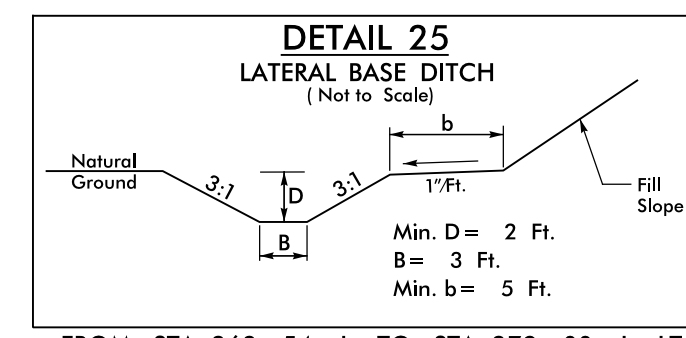 DETAIL 25
LATERAL BASE DITCH
( Not to Scale)
b
Natural
Ground
3:1
D
3:1
1"/Ft.
Fill
Slope
B
Min. D = 2 Ft.
B = 3 Ft.
Min. b = 5 Ft.